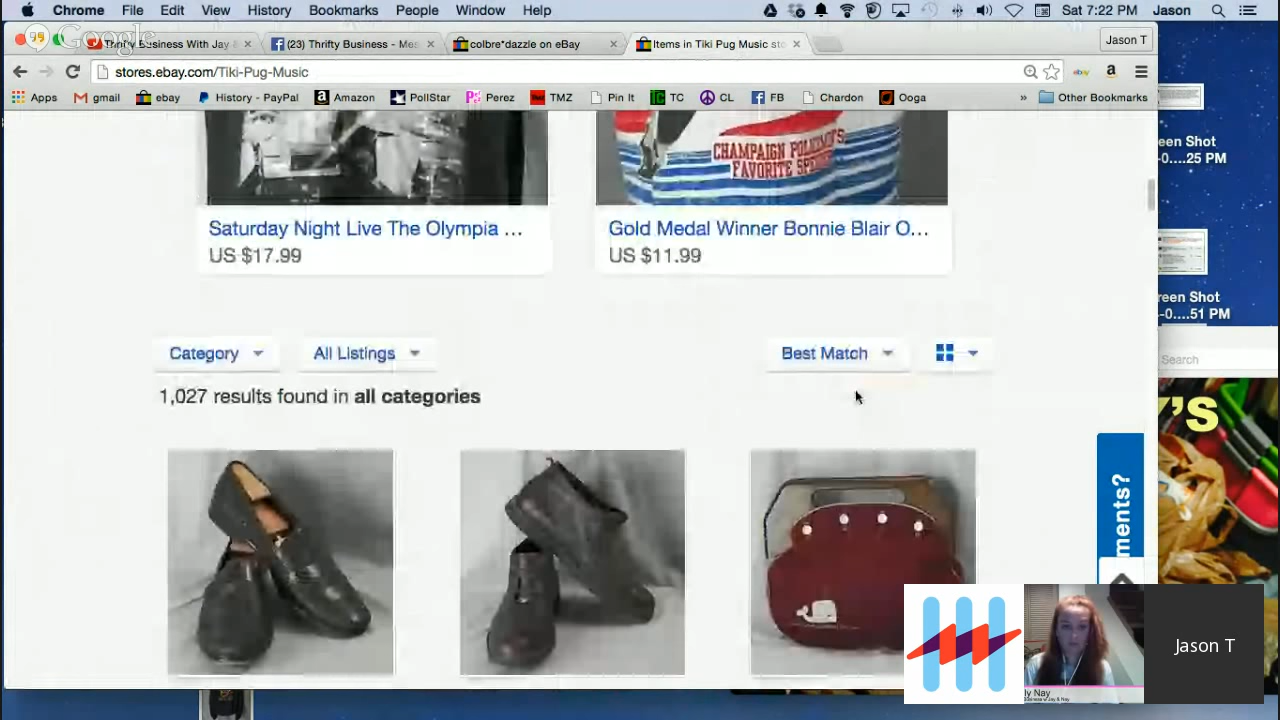 Chrome File Edit View History Bookmarks People Window Help Sat 7:22 PM Jason
Google
Thrifty Business With Jay & (23) Thrifty Business - Mes colbre*dazzle on eBay Items in Tiki Pug Music sto Jason T
stores.ebay.com/Tiki-Pug-Music
Apps gmail ebay History - PayPal Amazon PollStar Perez TMZ Pin It TC CL FB Chardon Ooga » Other Bookmarks
een Shot
-0....25 PM
CHAMPAIGN POLICEMEN'S
FAVORITE
Saturday Night Live The Olympia ...
US $17.99
Gold Medal Winner Bonnie Blair O...
US $11.99
reen Shot
-0....51 PM
Search
Category All Listings Best Match
1,027 results found in all categories
Y'S
ments?
Jason T
ly Nay